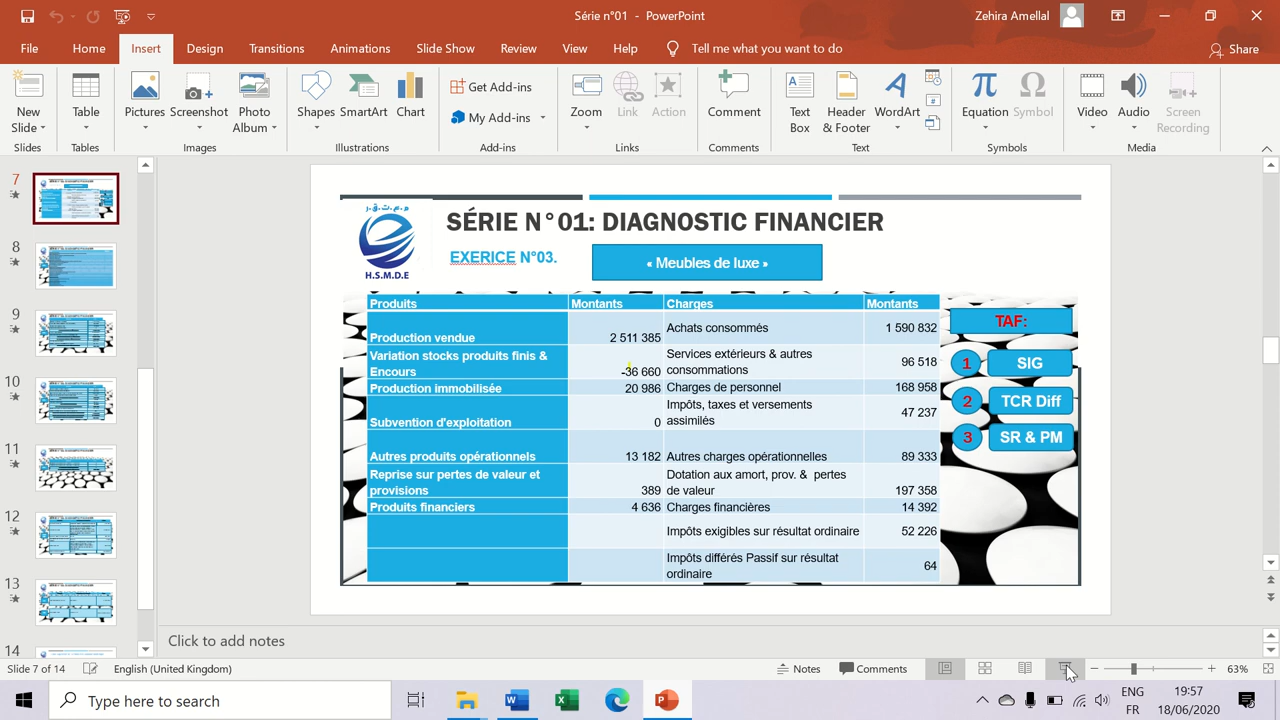 Série n°01 - PowerPoint
Zehira Amellal
File Home Insert Design Transitions Animations Slide Show Review View Help Tell me what you want to do Share
New Slide
Table
Pictures
Screenshot
Photo Album
Shapes
SmartArt
Chart
Get Add-ins
My Add-ins
Zoom
Link
Action
Comment
Text Box
Header & Footer
WordArt
Equation
Symbol
Video
Audio
Screen Recording
Slides Tables Images Illustrations Add-ins Links Comments Text Symbols Media
7
8
9
10
11
12
13
14
م.م.ت.ق.ر
H.S.M.D.E
SÉRIE N°01: DIAGNOSTIC FINANCIER
EXERICE N°03.
« Meubles de luxe »
Produits Montants Charges Montants
Production vendue 2 511 385 Achats consommés 1 590 832
Variation stocks produits finis & Encours -36 660 Services extérieurs & autres consommations 96 518
Production immobilisée 20 986 Charges de personnel 168 958
Subvention d'exploitation 0 Impôts, taxes et versements assimilés 47 237
Autres produits opérationnels 13 182 Autres charges opérationnelles 89 333
Reprise sur pertes de valeur et provisions 389 Dotation aux amort, prov. & pertes de valeur 197 358
Produits financiers 4 636 Charges financières 14 392
Impôts exigibles sur résultat ordinaire 52 226
Impôts différés Passif sur résultat ordinaire 64
TAF:
1 SIG
2 TCR Diff
3 SR & PM
Click to add notes
Slide 7 of 14 English (United Kingdom) Notes Comments 63%
Type here to search
ENG
FR
19:57
18/06/2020